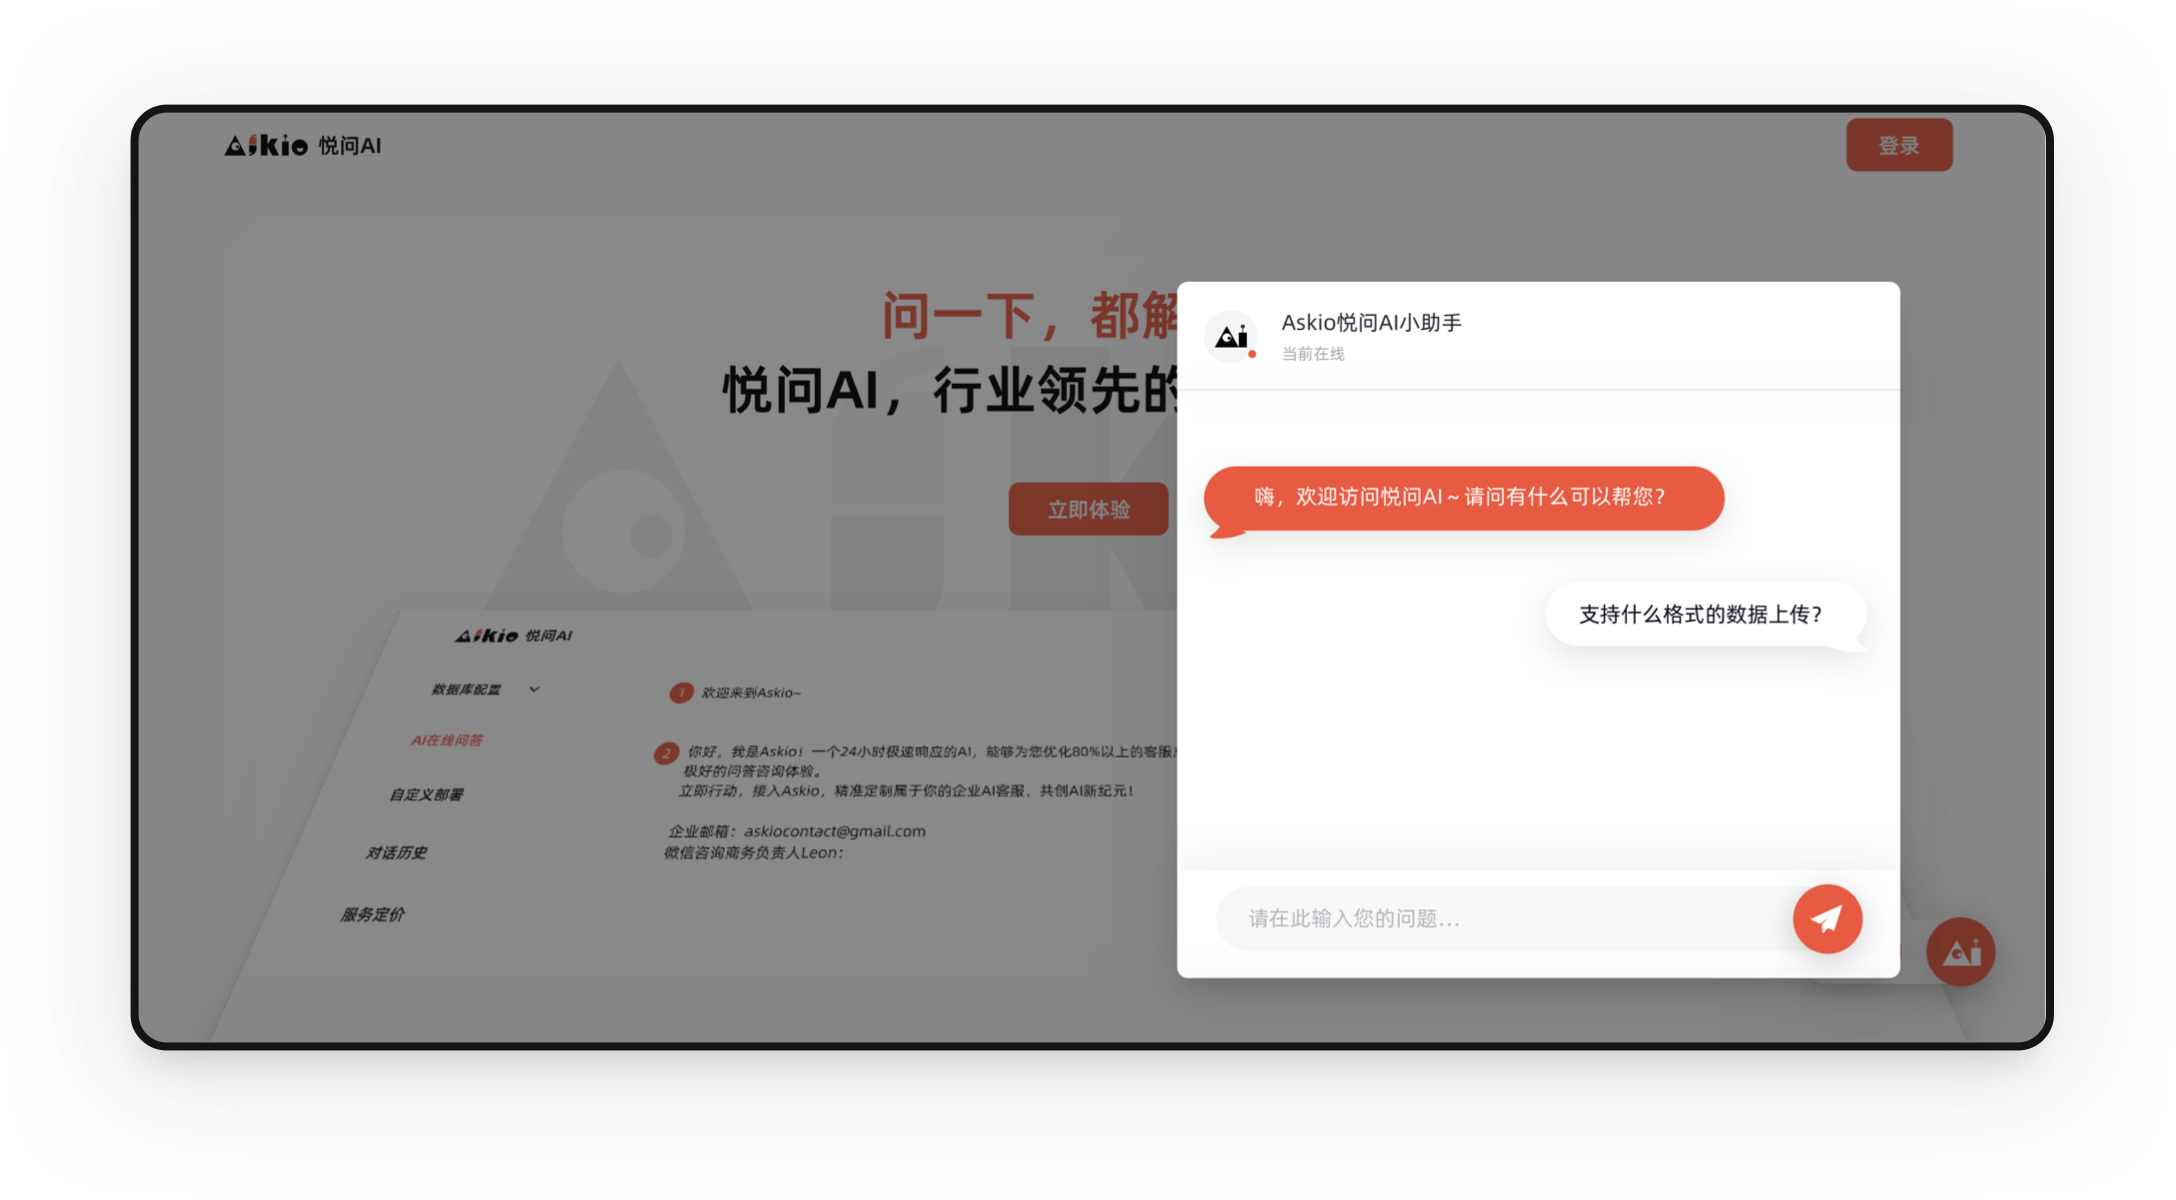 Askio 悦问AI
登录
问一下，都解
悦问AI，行业领先的
立即体验
Askio 悦问AI
数据库配置
AI在线问答
自定义部署
对话历史
服务定价
1 欢迎来到Askio~
2 你好，我是Askio！一个24小时极速响应的AI，能够为您优化80%以上的客服
极好的问答咨询体验。
立即行动，接入Askio，精准定制属于你的企业AI客服，共创AI新纪元！
企业邮箱：askiocontact@gmail.com
微信咨询商务负责人Leon：
Ai
Askio悦问AI小助手
当前在线
嗨，欢迎访问悦问AI～请问有什么可以帮您？
支持什么格式的数据上传？
请在此输入您的问题...
Ai